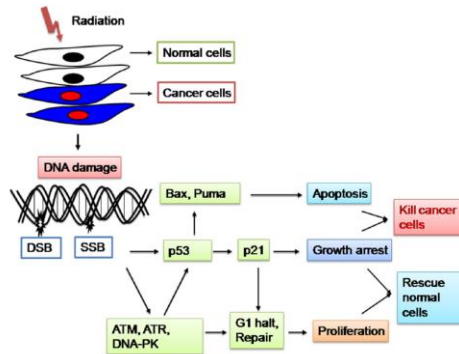 Radiation
Normal cells
Cancer cells
DNA damage
Bax, Puma
Apoptosis
Kill cancer
cells
DSB
SSB
p53
p21
Growth arrest
Rescue
normal
cells
ATM, ATR,
DNA-PK
G1 halt,
Repair
Proliferation